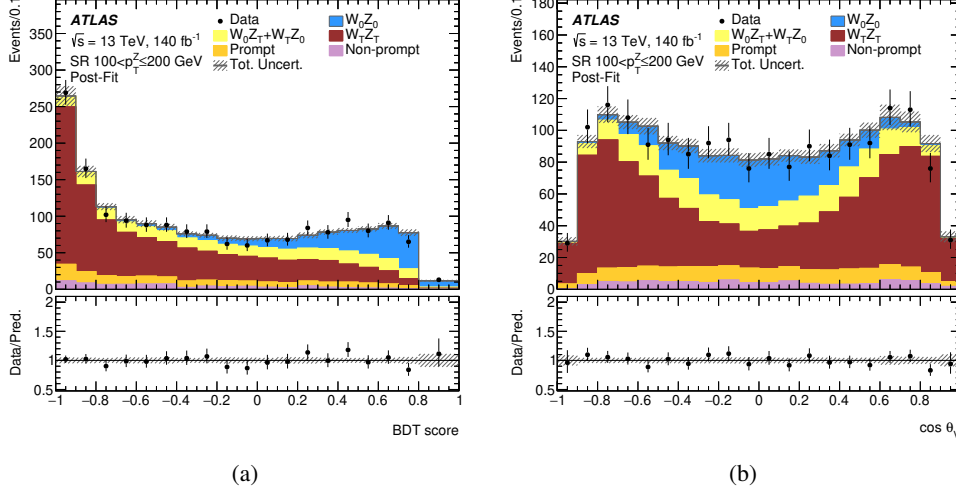 Events/0.1
ATLAS
√s = 13 TeV, 140 fb⁻¹
SR 100<p_T^Z≤200 GeV
Post-Fit
Data
W₀Z₀
W₀Z_T+W_TZ₀
W_TZ_T
Prompt
Non-prompt
Tot. Uncert.
350
300
250
200
150
100
50
0
Data/Pred.
2
1.5
1
0.5
−1 −0.8 −0.6 −0.4 −0.2 0 0.2 0.4 0.6 0.8 1
BDT score
(a)
Events/0.1
ATLAS
√s = 13 TeV, 140 fb⁻¹
SR 100<p_T^Z≤200 GeV
Post-Fit
Data
W₀Z₀
W₀Z_T+W_TZ₀
W_TZ_T
Prompt
Non-prompt
Tot. Uncert.
180
160
140
120
100
80
60
40
20
0
Data/Pred.
2
1.5
1
0.5
−1 −0.8 −0.6 −0.4 −0.2 0 0.2 0.4 0.6 0.8 1
cos θ
(b)